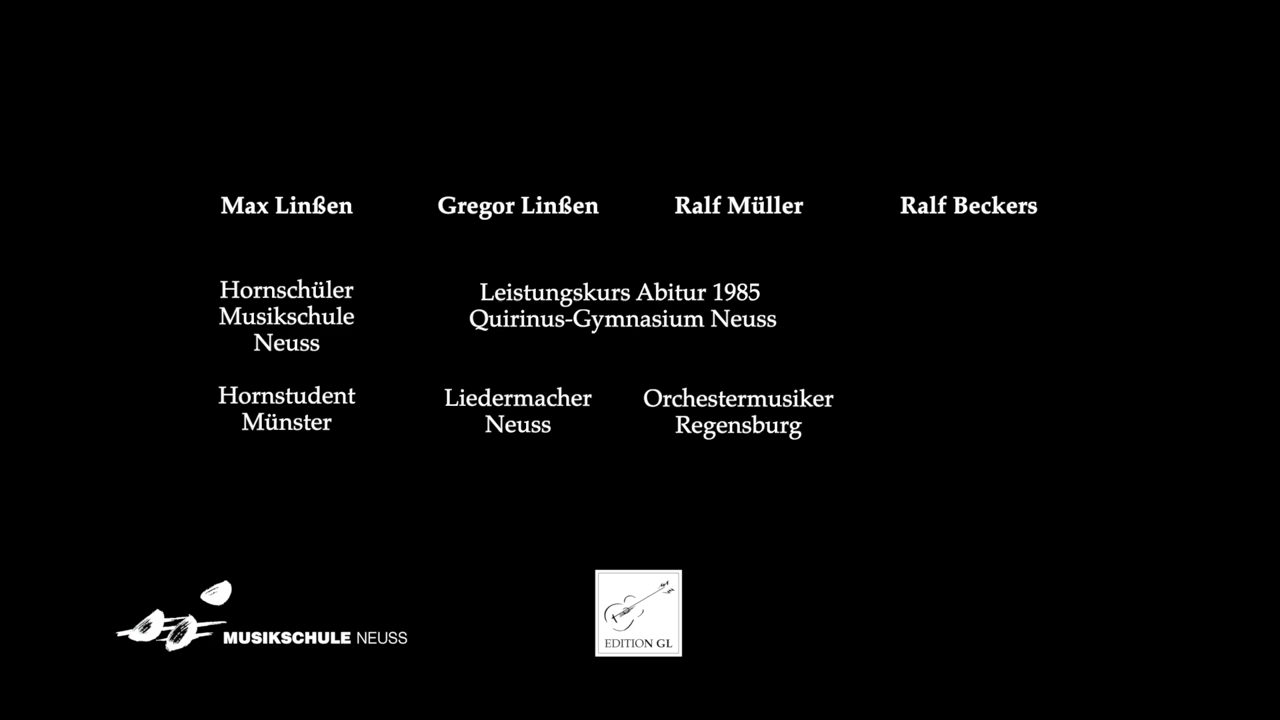 Max Linßen
Gregor Linßen
Ralf Müller
Ralf Beckers
Hornschüler
Musikschule
Neuss
Leistungskurs Abitur 1985
Quirinus-Gymnasium Neuss
Hornstudent
Münster
Liedermacher
Neuss
Orchestermusiker
Regensburg
MUSIKSCHULE NEUSS
EDITION GL